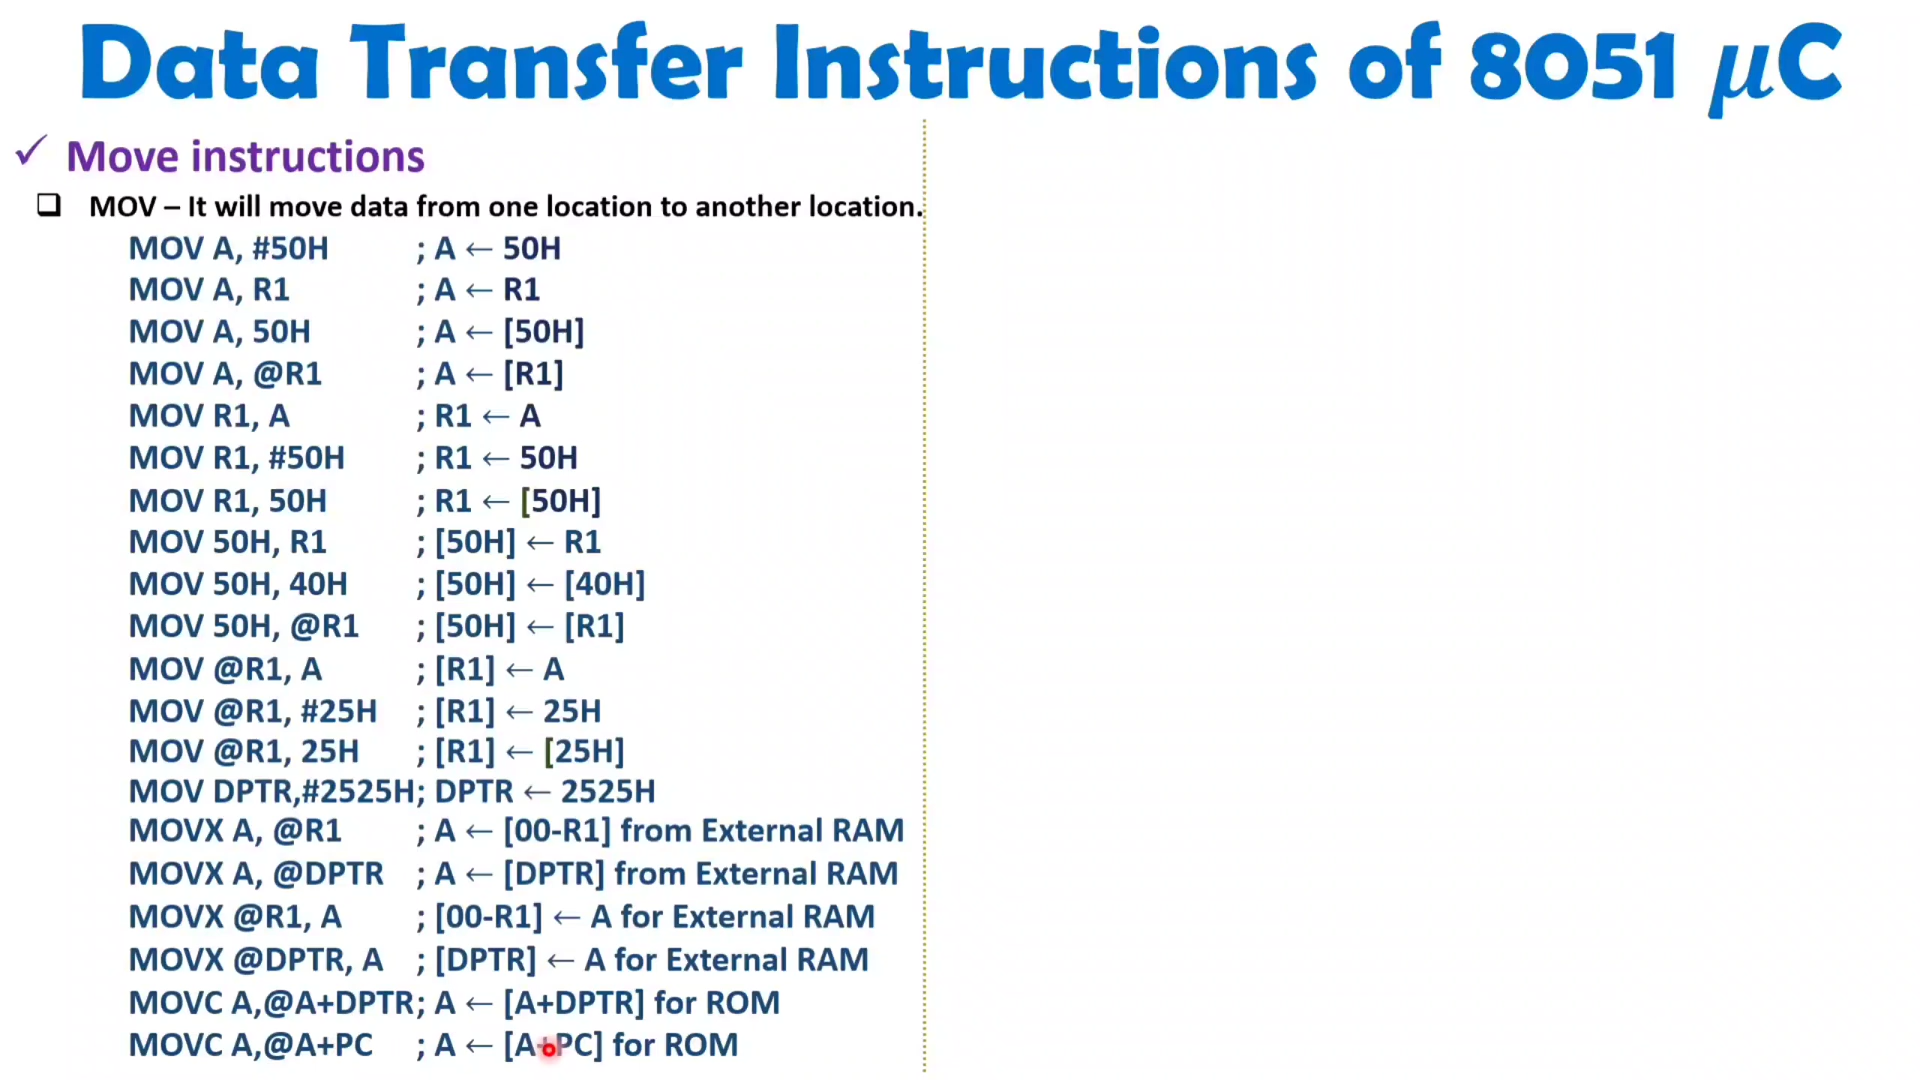 Data Transfer Instructions of 8051 μC
✓ Move instructions
❑ MOV – It will move data from one location to another location.
MOV A, #50H ; A ← 50H
MOV A, R1 ; A ← R1
MOV A, 50H ; A ← [50H]
MOV A, @R1 ; A ← [R1]
MOV R1, A ; R1 ← A
MOV R1, #50H ; R1 ← 50H
MOV R1, 50H ; R1 ← [50H]
MOV 50H, R1 ; [50H] ← R1
MOV 50H, 40H ; [50H] ← [40H]
MOV 50H, @R1 ; [50H] ← [R1]
MOV @R1, A ; [R1] ← A
MOV @R1, #25H ; [R1] ← 25H
MOV @R1, 25H ; [R1] ← [25H]
MOV DPTR,#2525H; DPTR ← 2525H
MOVX A, @R1 ; A ← [00-R1] from External RAM
MOVX A, @DPTR ; A ← [DPTR] from External RAM
MOVX @R1, A ; [00-R1] ← A for External RAM
MOVX @DPTR, A ; [DPTR] ← A for External RAM
MOVC A,@A+DPTR; A ← [A+DPTR] for ROM
MOVC A,@A+PC ; A ← [A+PC] for ROM